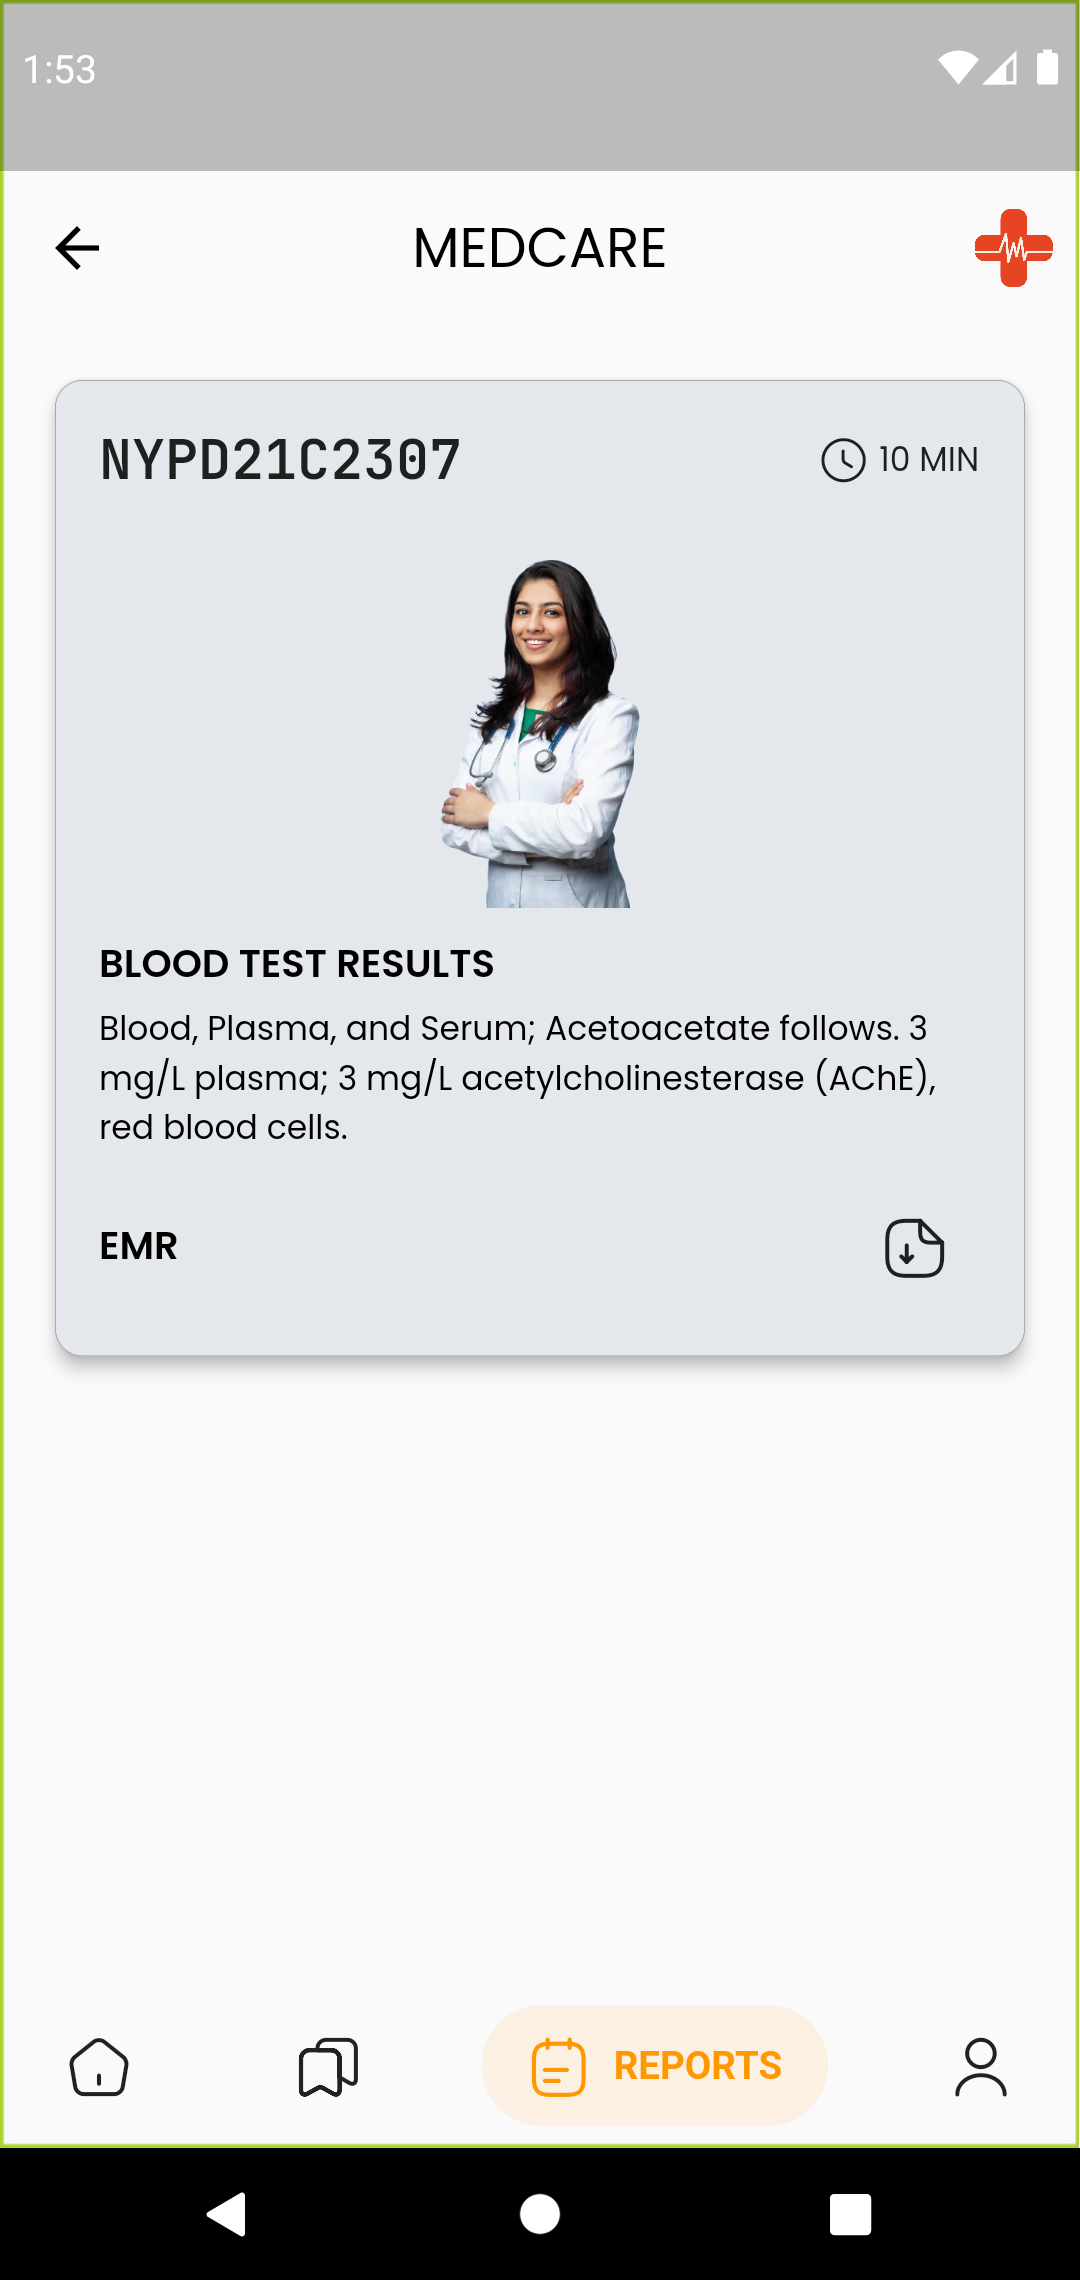 1:53
MEDCARE
NYPD21C2307
10 MIN
BLOOD TEST RESULTS
Blood, Plasma, and Serum; Acetoacetate follows. 3
mg/L plasma; 3 mg/L acetylcholinesterase (AChE),
red blood cells.
EMR
REPORTS